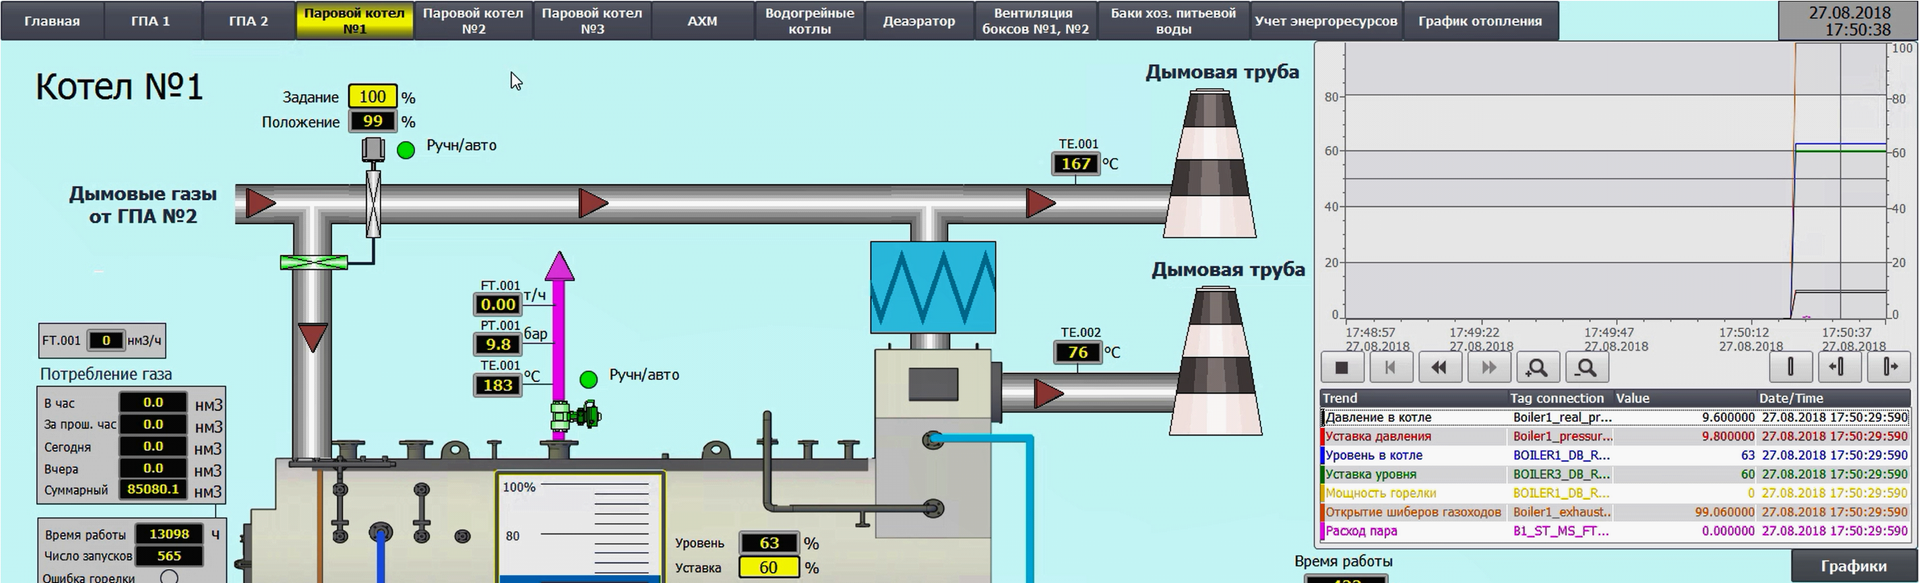 Главная
ГПА 1
ГПА 2
Паровой котел
№1
Паровой котел
№2
Паровой котел
№3
АХМ
Водогрейные
котлы
Деаэратор
Вентиляция
боксов №1, №2
Баки хоз. питьевой
воды
Учет энергоресурсов
График отопления
27.08.2018
17:50:38
Котел №1
Задание 100 %
Положение 99 %
Ручн/авто
Дымовые газы
от ГПА №2
TE.001
167 °C
Дымовая труба
Дымовая труба
TE.002
76 °C
FT.001
0.00 т/ч
PT.001
9.8 бар
TE.001
183 °C
Ручн/авто
FT.001 0 нм3/ч
Потребление газа
В час 0.0 нм3
За прош. час 0.0 нм3
Сегодня 0.0 нм3
Вчера 0.0 нм3
Суммарный 85080.1 нм3
Время работы 13098 ч
Число запусков 565
Ошибка горелки
100%
80
Уровень 63 %
Уставка 60 %
Время работы
100
80 80
60 60
40 40
20 20
0 0
17:48:57 17:49:22 17:49:47 17:50:12 17:50:37
27.08.2018 27.08.2018 27.08.2018 27.08.2018 27.08.2018
Trend Tag connection Value Date/Time
Давление в котле Boiler1_real_pr... 9.600000 27.08.2018 17:50:29:590
Уставка давления Boiler1_pressur... 9.800000 27.08.2018 17:50:29:590
Уровень в котле BOILER1_DB_R... 63 27.08.2018 17:50:29:590
Уставка уровня BOILER3_DB_R... 60 27.08.2018 17:50:29:590
Мощность горелки BOILER1_DB_R... 0 27.08.2018 17:50:29:590
Открытие шиберов газоходов Boiler1_exhaust... 99.060000 27.08.2018 17:50:29:590
Расход пара B1_ST_MS_FT... 0.000000 27.08.2018 17:50:29:590
Графики